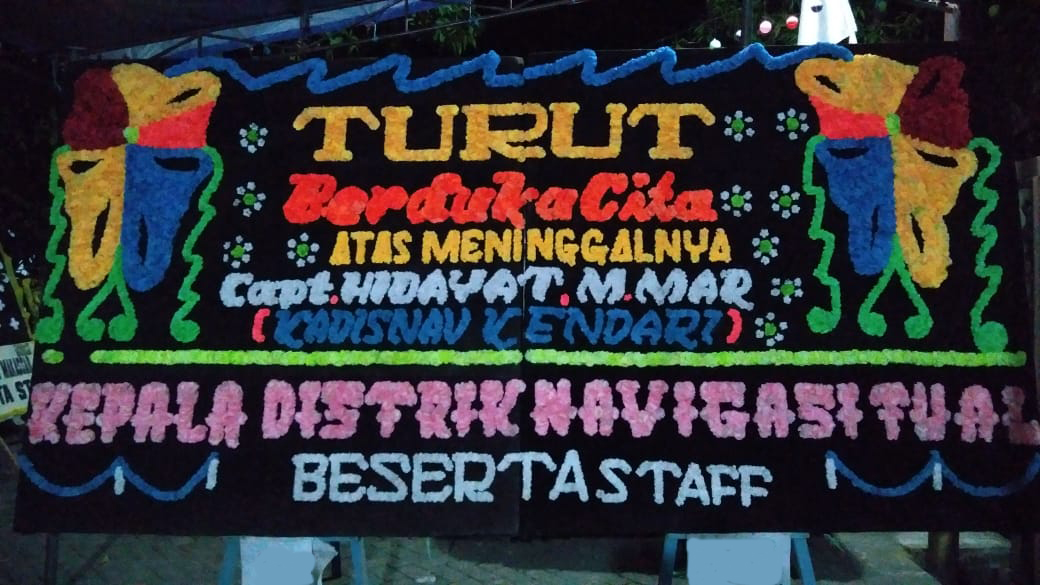 TURUT
Berduka Cita
ATAS MENINGGALNYA
Capt. HIDAYAT. M. MAR
(KADISNAV KENDARI)
KEPALA DISTRIK NAVIGASI TUAL
BESERTA STAFF